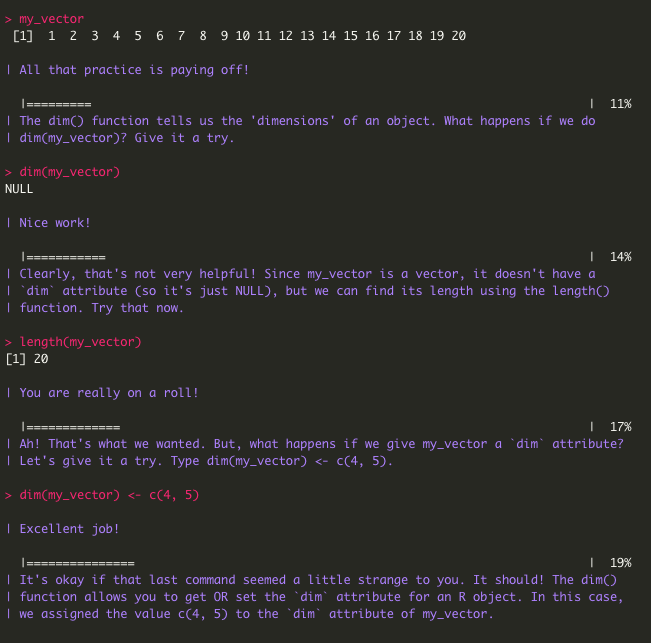 > my_vector
 [1]  1  2  3  4  5  6  7  8  9 10 11 12 13 14 15 16 17 18 19 20
| All that practice is paying off!
  |=========                                                                  |  11%
| The dim() function tells us the 'dimensions' of an object. What happens if we do
| dim(my_vector)? Give it a try.
> dim(my_vector)
NULL
| Nice work!
  |===========                                                                |  14%
| Clearly, that's not very helpful! Since my_vector is a vector, it doesn't have a
| `dim` attribute (so it's just NULL), but we can find its length using the length()
| function. Try that now.
> length(my_vector)
[1] 20
| You are really on a roll!
  |=============                                                              |  17%
| Ah! That's what we wanted. But, what happens if we give my_vector a `dim` attribute?
| Let's give it a try. Type dim(my_vector) <- c(4, 5).
> dim(my_vector) <- c(4, 5)
| Excellent job!
  |===============                                                            |  19%
| It's okay if that last command seemed a little strange to you. It should! The dim()
| function allows you to get OR set the `dim` attribute for an R object. In this case,
| we assigned the value c(4, 5) to the `dim` attribute of my_vector.